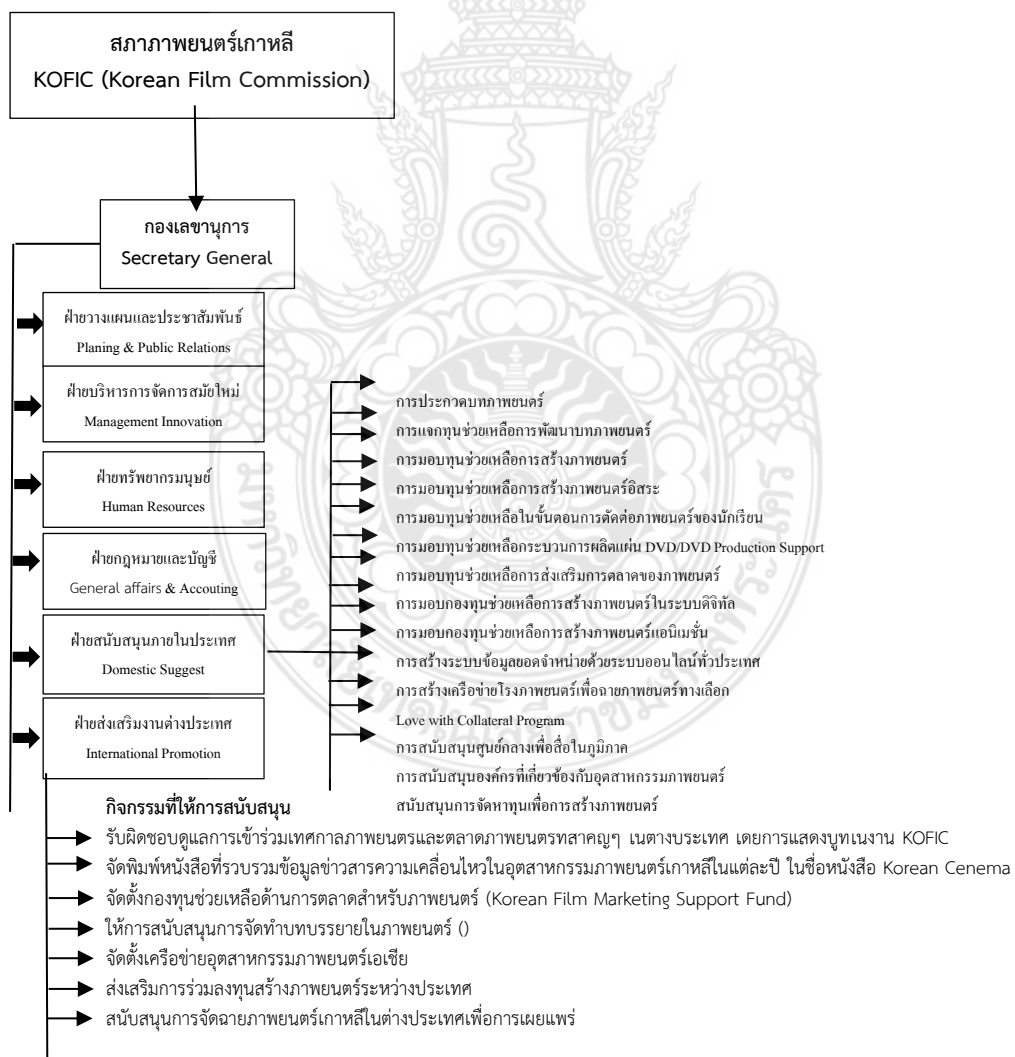 สภาภาพยนตร์เกาหลี
KOFIC (Korean Film Commission)
กองเลขานุการ
Secretary General
ฝ่ายวางแผนและประชาสัมพันธ์
Planing & Public Relations
ฝ่ายบริหารการจัดการสมัยใหม่
Management Innovation
ฝ่ายทรัพยากรมนุษย์
Human Resources
ฝ่ายกฎหมายและบัญชี
General affairs & Accouting
ฝ่ายสนับสนุนภายในประเทศ
Domestic Suggest
ฝ่ายส่งเสริมงานต่างประเทศ
International Promotion
การประกวดบทภาพยนตร์
การแจกทุนช่วยเหลือการพัฒนาบทภาพยนตร์
การมอบทุนช่วยเหลือการสร้างภาพยนตร์
การมอบทุนช่วยเหลือการสร้างภาพยนตร์อิสระ
การมอบทุนช่วยเหลือในขั้นตอนการตัดต่อภาพยนตร์ของนักเรียน
การมอบทุนช่วยเหลือกระบวนการผลิตแผ่น DVD/DVD Production Support
การมอบทุนช่วยเหลือการส่งเสริมการตลาดของภาพยนตร์
การมอบกองทุนช่วยเหลือการสร้างภาพยนตร์ในระบบดิจิทัล
การมอบกองทุนช่วยเหลือการสร้างภาพยนตร์แอนิเมชั่น
การสร้างระบบข้อมูลยอดจำหน่ายตั๋วด้วยระบบออนไลน์ทั่วประเทศ
การสร้างเครือข่ายโรงภาพยนตร์เพื่อฉายภาพยนตร์ทางเลือก
Love with Collateral Program
การสนับสนุนศูนย์กลางเพื่อสื่อในภูมิภาค
การสนับสนุนองค์กรที่เกี่ยวข้องกับอุตสาหกรรมภาพยนตร์
สนับสนุนการจัดหาทุนเพื่อการสร้างภาพยนตร์
กิจกรรมที่ให้การสนับสนุน
รับผิดชอบดูแลการเข้าร่วมเทศกาลภาพยนตรและตลาดภาพยนตรทสาคญๆ เนตางประเทศ เดยการแสดงบูทเนงาน KOFIC
จัดพิมพ์หนังสือที่รวบรวมข้อมูลข่าวสารความเคลื่อนไหวในอุตสาหกรรมภาพยนตร์เกาหลีในแต่ละปี ในชื่อหนังสือ Korean Cenema
จัดตั้งกองทุนช่วยเหลือด้านการตลาดสำหรับภาพยนตร์ (Korean Film Marketing Support Fund)
ให้การสนับสนุนการจัดทำบทบรรยายในภาพยนตร์ ()
จัดตั้งเครือข่ายอุตสาหกรรมภาพยนตร์เอเชีย
ส่งเสริมการร่วมลงทุนสร้างภาพยนตร์ระหว่างประเทศ
สนับสนุนการจัดฉายภาพยนตร์เกาหลีในต่างประเทศเพื่อการเผยแพร่